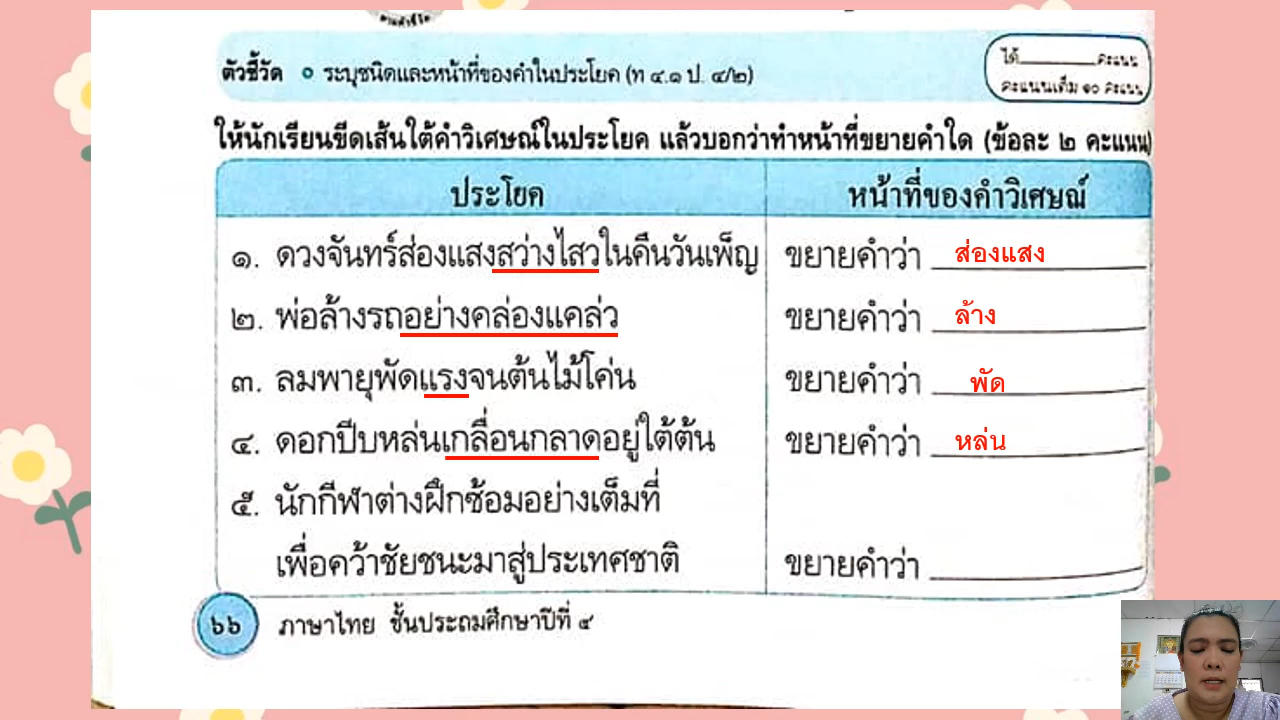 ตัวชี้วัด ๐ ระบุชนิดและหน้าที่ของคำในประโยค (ท ๔.๑ ป. ๔/๒)
ได้ คะแนน
คะแนนเต็ม ๑๐ คะแนน
ให้นักเรียนขีดเส้นใต้คำวิเศษณ์ในประโยค แล้วบอกว่าทำหน้าที่ขยายคำใด (ข้อละ ๒ คะแนน)
ประโยค หน้าที่ของคำวิเศษณ์
๑. ดวงจันทร์ส่องแสงสว่างไสวในคืนวันเพ็ญ ขยายคำว่า ส่องแสง
๒. พ่อล้างรถอย่างคล่องแคล่ว ขยายคำว่า ล้าง
๓. ลมพายุพัดแรงจนต้นไม้โค่น ขยายคำว่า พัด
๔. ดอกปีบหล่นเกลื่อนกลาดอยู่ใต้ต้น ขยายคำว่า หล่น
๕. นักกีฬาต่างฝึกซ้อมอย่างเต็มที่
เพื่อคว้าชัยชนะมาสู่ประเทศชาติ ขยายคำว่า
๖๖ ภาษาไทย ชั้นประถมศึกษาปีที่ ๔